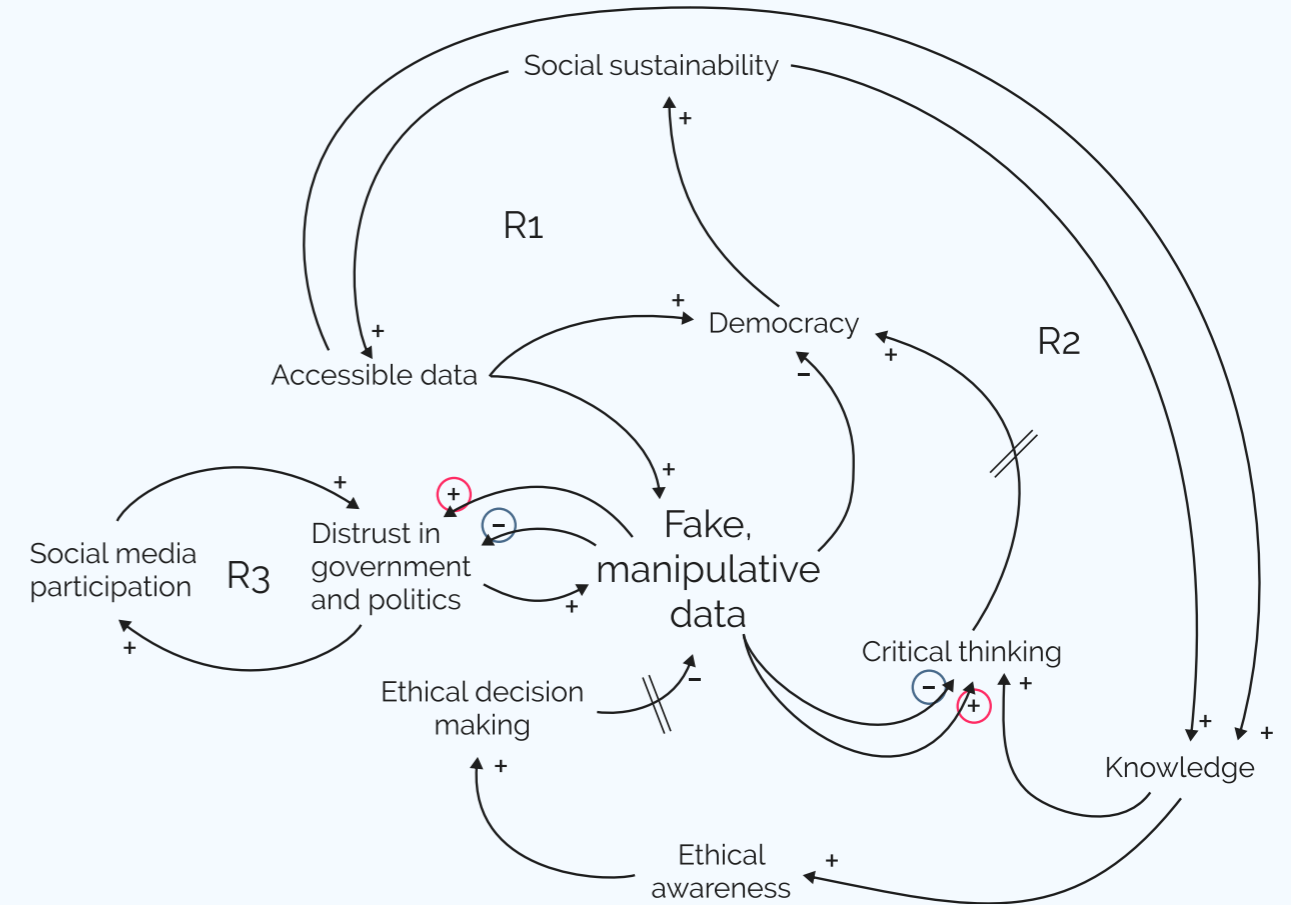 Social sustainability
+
R1
+
Democracy
R2
+
+
−
Accessible data
+
+
+
−
Fake,
manipulative
data
Distrust in
government
and politics
Social media
participation
R3
+
+
Critical thinking
−
+
+
Ethical decision
making
−
+
+
+
Knowledge
Ethical
awareness
+